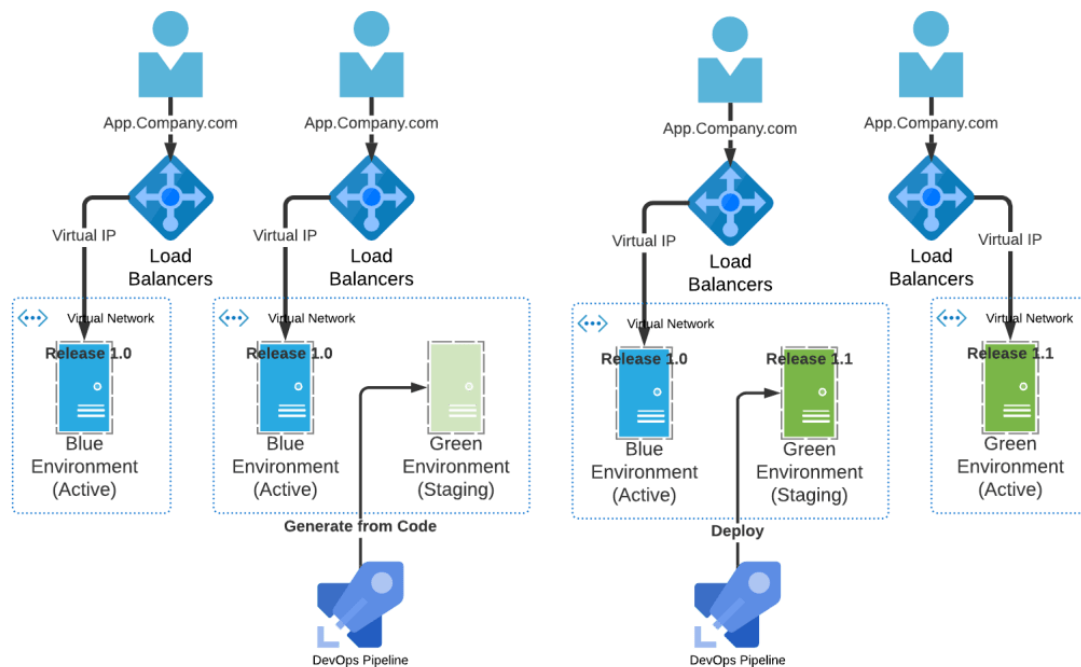 App.Company.com
Virtual IP
Load
Balancers
Virtual Network
Release 1.0
Blue
Environment
(Active)
App.Company.com
Virtual IP
Load
Balancers
Virtual Network
Release 1.0
Blue
Environment
(Active)
Green
Environment
(Staging)
Generate from Code
DevOps Pipeline
App.Company.com
Virtual IP
Load
Balancers
Virtual Network
Release 1.0
Blue
Environment
(Active)
Release 1.1
Green
Environment
(Staging)
Deploy
DevOps Pipeline
App.Company.com
Virtual IP
Load
Balancers
Virtual Network
Release 1.1
Green
Environment
(Active)